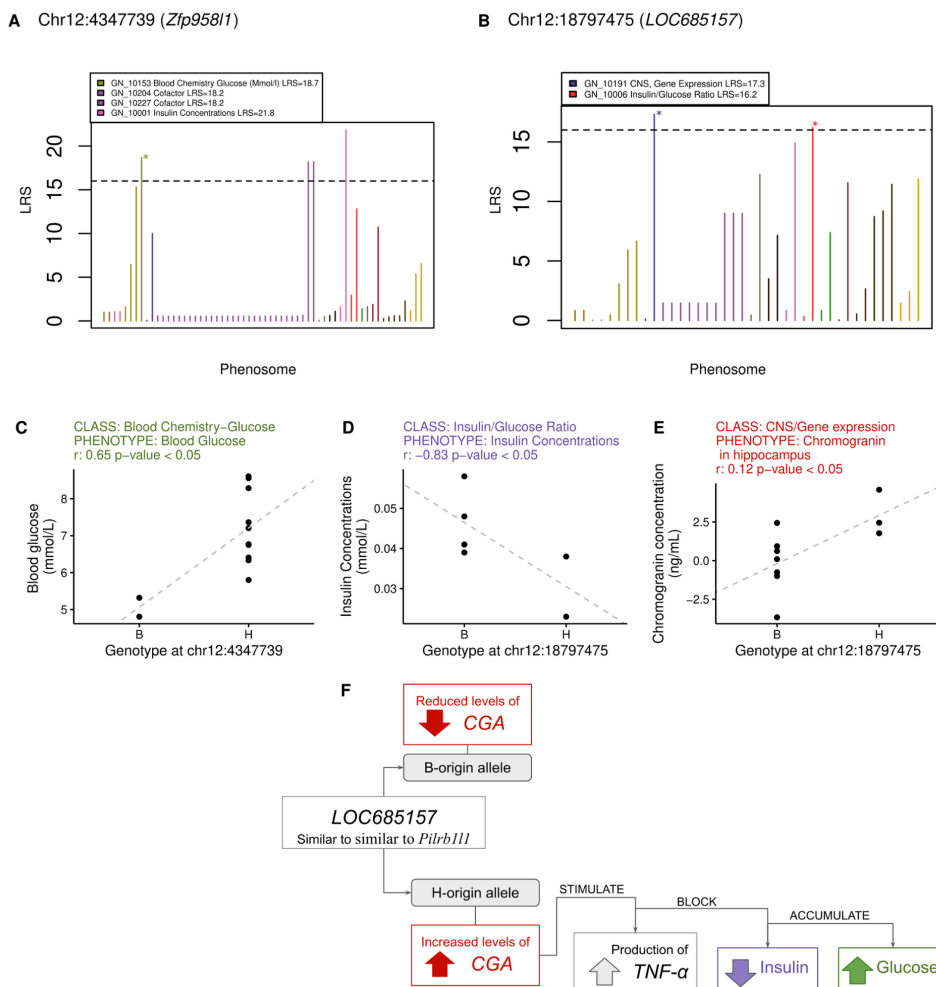 A Chr12:4347739 (Zfp958l1)
GN_10153 Blood Chemistry Glucose (Mmol/l) LRS=18.7
GN_10204 Cofactor LRS=18.2
GN_10227 Cofactor LRS=18.2
GN_10001 Insulin Concentrations LRS=21.8
*
20
15
10
5
0
LRS
Phenosome
B Chr12:18797475 (LOC685157)
GN_10191 CNS, Gene Expression LRS=17.3
GN_10006 Insulin/Glucose Ratio LRS=16.2
*
*
15
10
5
0
LRS
Phenosome
C
CLASS: Blood Chemistry−Glucose
PHENOTYPE: Blood Glucose
r: 0.65 p−value < 0.05
Blood glucose
(mmol/L)
8
7
6
5
B H
Genotype at chr12:4347739
D
CLASS: Insulin/Glucose Ratio
PHENOTYPE: Insulin Concentrations
r: −0.83 p−value < 0.05
Insulin Concentrations
(mmol/L)
0.05
0.04
0.03
B H
Genotype at chr12:18797475
E
CLASS: CNS/Gene expression
PHENOTYPE: Chromogranin
in hippocampus
r: 0.12 p−value < 0.05
Chromogranin concentration
(ng/mL)
2.5
0.0
−2.5
B H
Genotype at chr12:18797475
F
Reduced levels of
CGA
B-origin allele
LOC685157
Similar to similar to Pilrb1l1
H-origin allele
Increased levels of
CGA
STIMULATE
BLOCK
ACCUMULATE
Production of
TNF-α
Insulin
Glucose